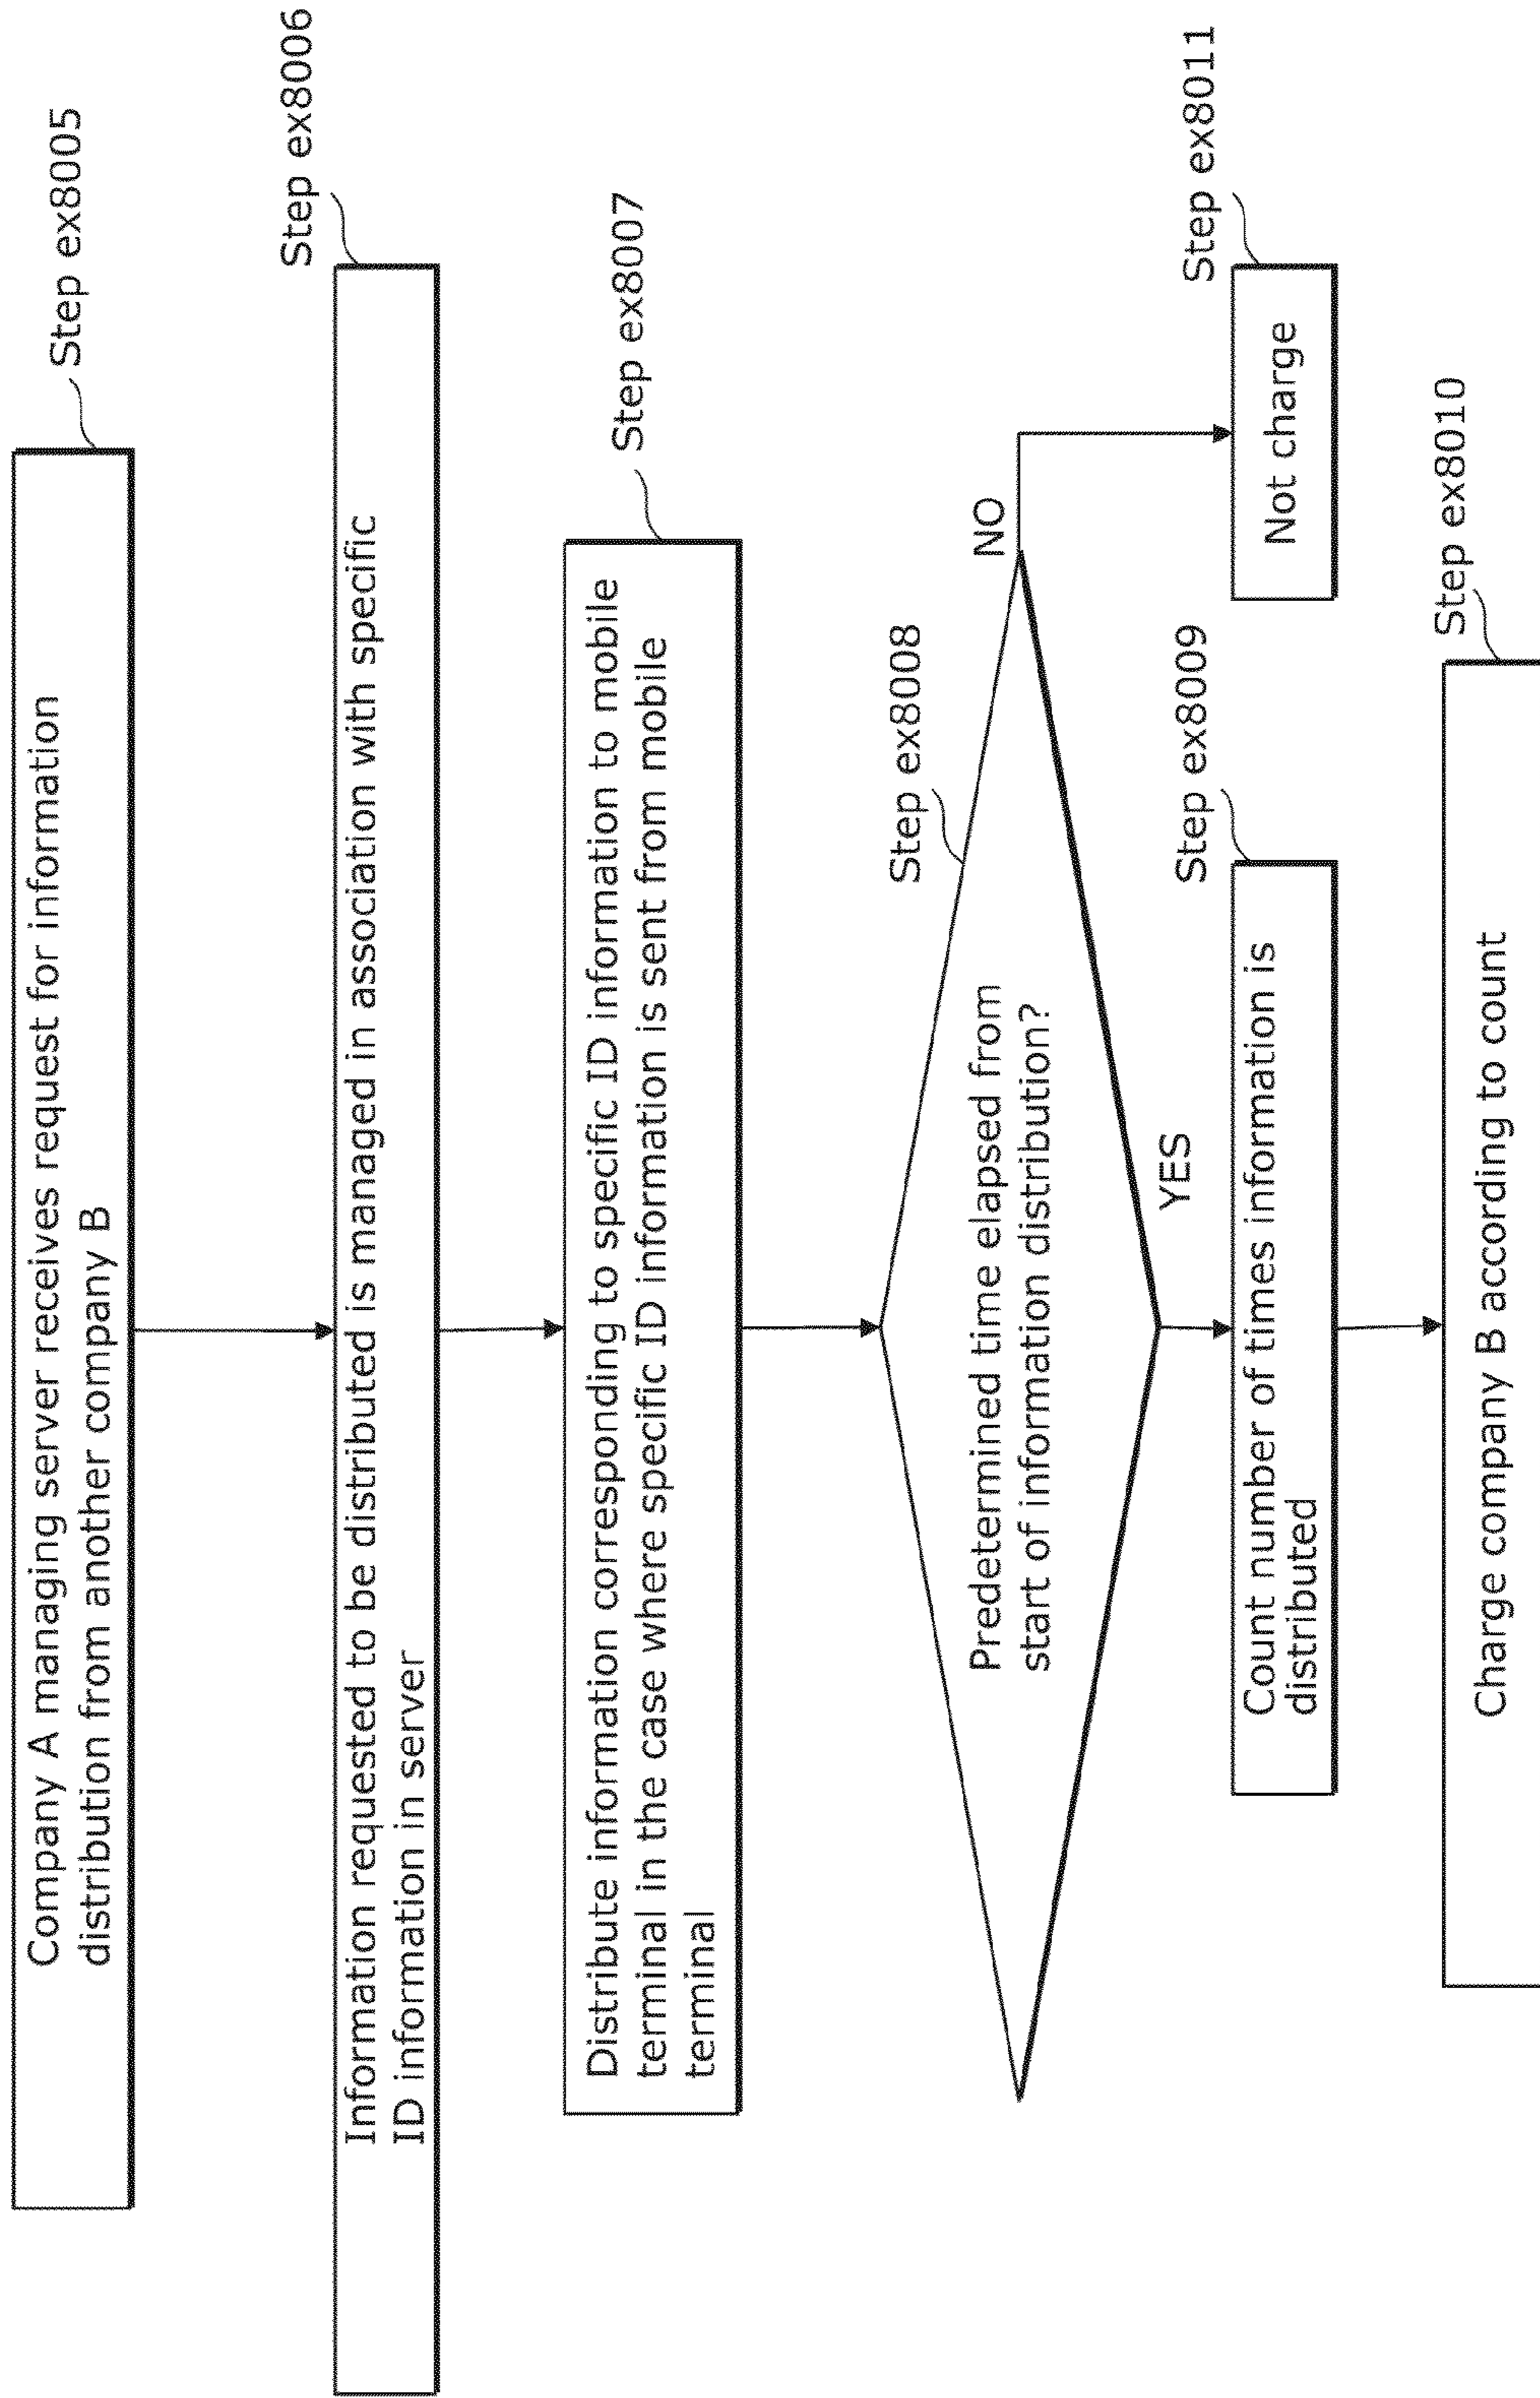 Step ex8005
Company A managing server receives request for information
distribution from another company B
Step ex8006
Information requested to be distributed is managed in association with specific
ID information in server
Step ex8007
Distribute information corresponding to specific ID information to mobile
terminal in the case where specific ID information is sent from mobile
terminal
Step ex8008
Predetermined time elapsed from
start of information distribution?
NO
YES
Step ex8009
Count number of times information is
distributed
Step ex8011
Not charge
Step ex8010
Charge company B according to count